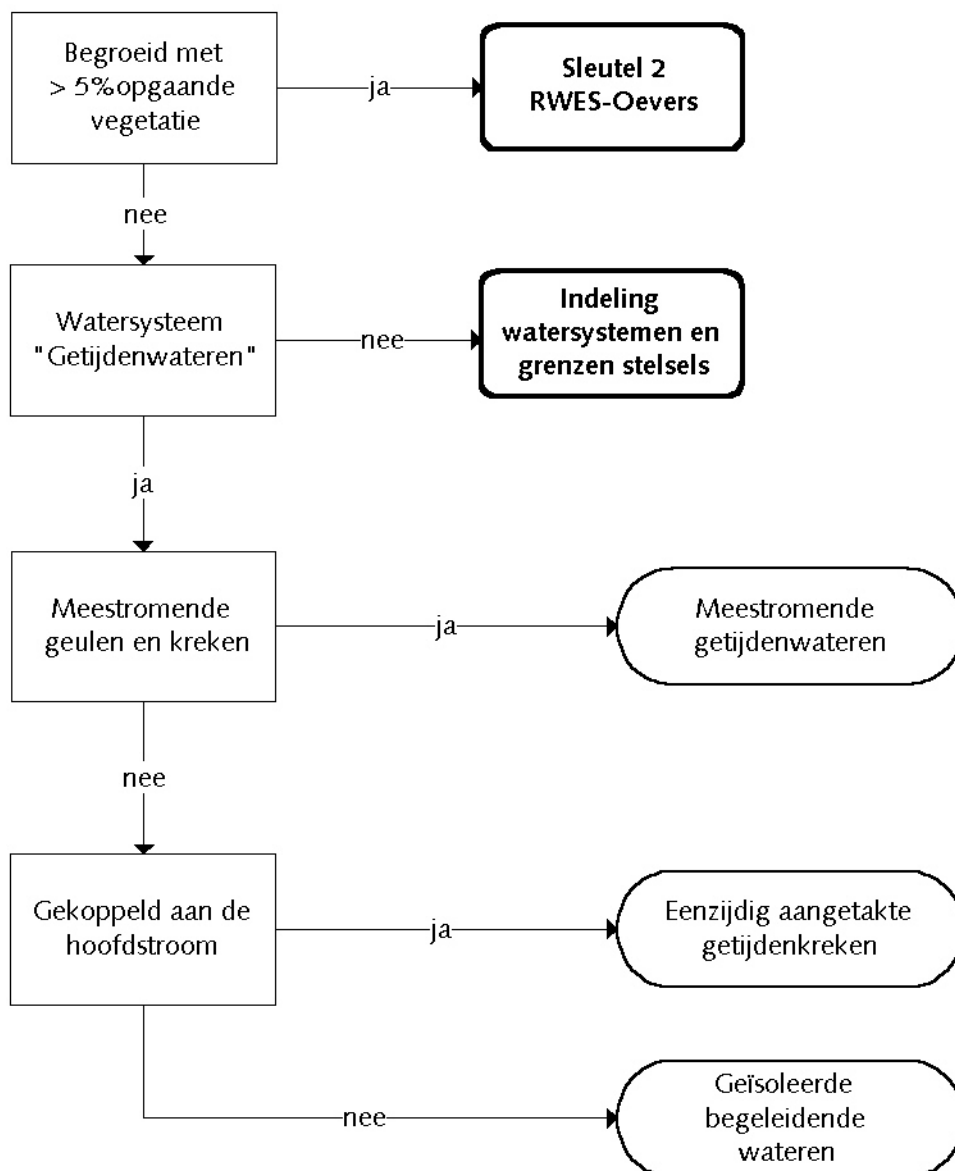 Begroeid met
> 5%opgaande
vegetatie
ja
Sleutel 2
RWES-Oevers
nee
Watersysteem
"Getijdenwateren"
nee
Indeling
watersystemen en
grenzen stelsels
ja
Meestromende
geulen en kreken
ja
Meestromende
getijdenwateren
nee
Gekoppeld aan de
hoofdstroom
ja
Eenzijdig aangetakte
getijdenkreken
nee
Geïsoleerde
begeleidende
wateren